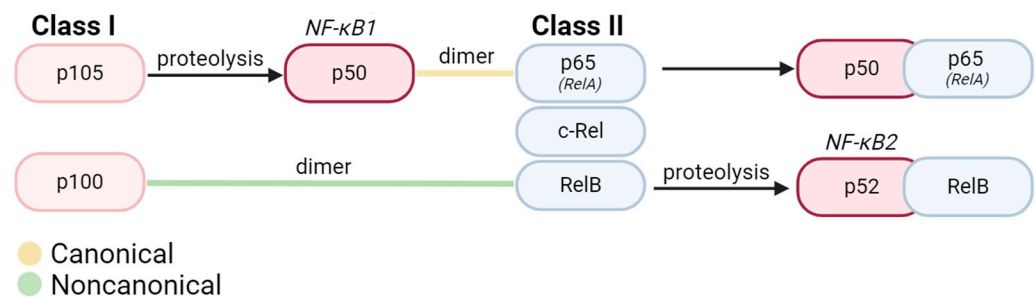 Class I
NF-κB1
Class II
p105
proteolysis
p50
dimer
p65
(RelA)
p50
p65
(RelA)
c-Rel
NF-κB2
p100
dimer
RelB
proteolysis
p52
RelB
Canonical
Noncanonical